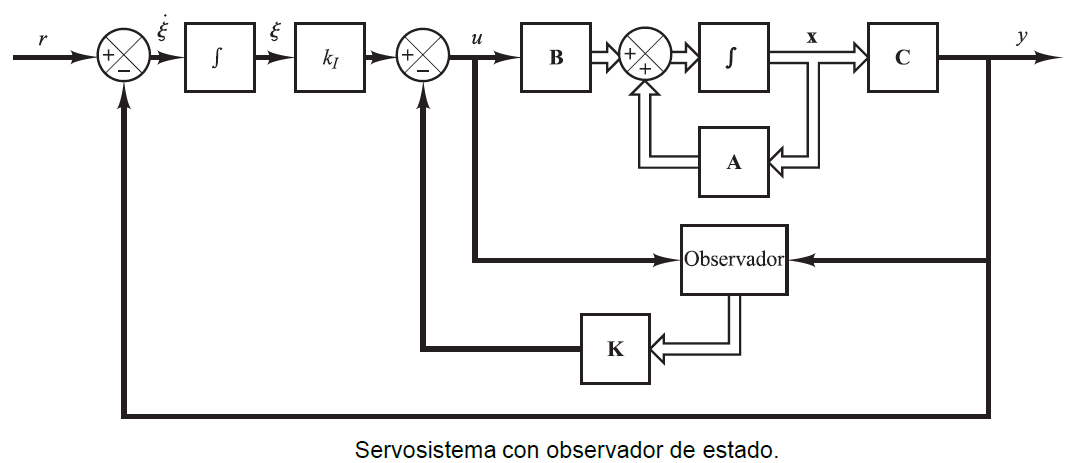 r + − ξ̇ ∫ ξ k_I + − u B + + ∫ x C y
A
Observador
K
Servosistema con observador de estado.